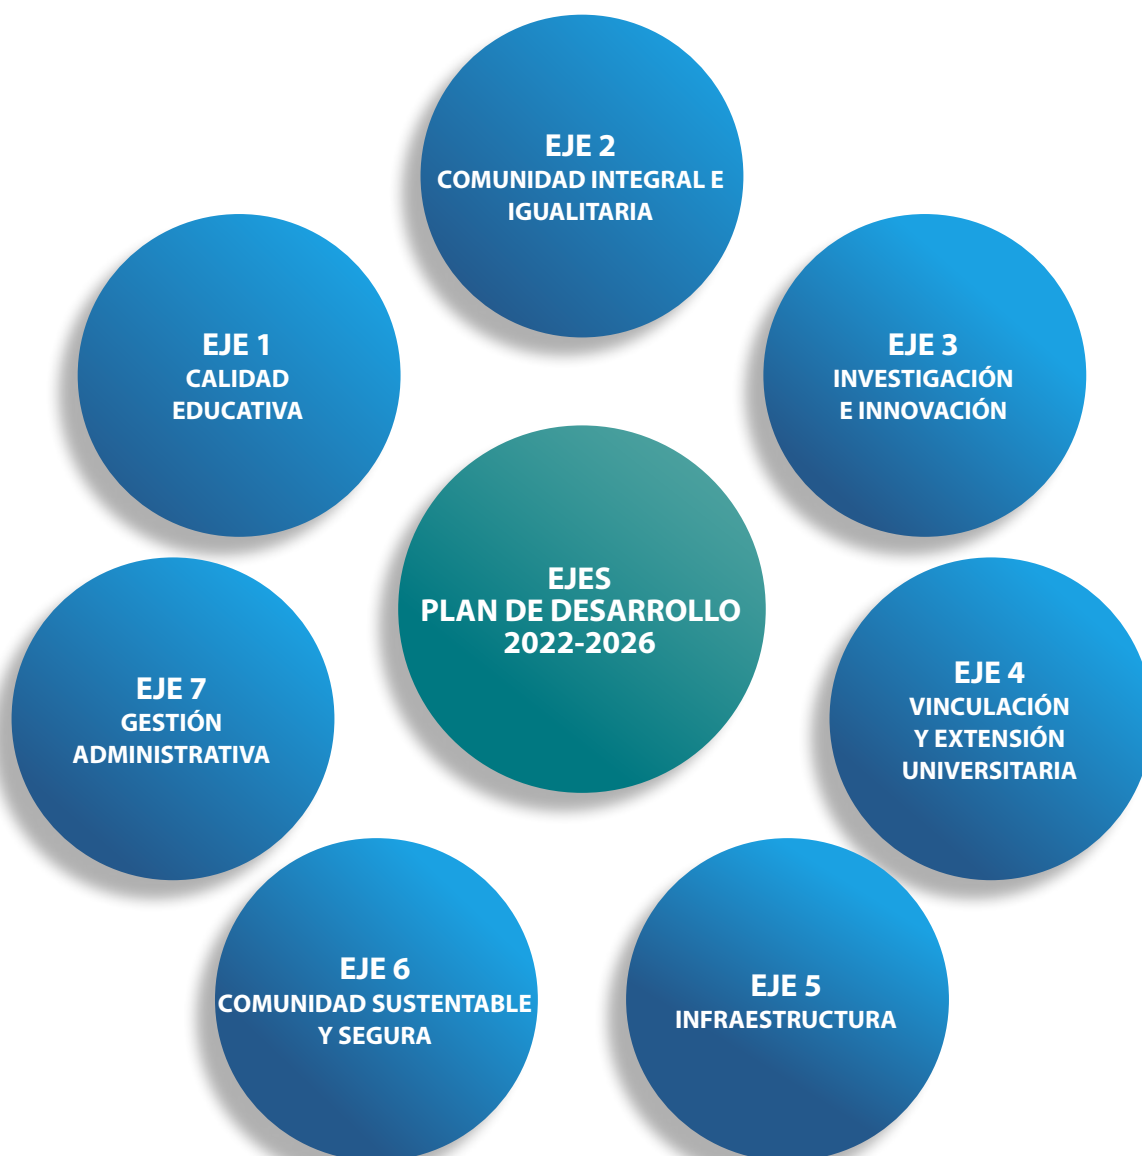 EJE 1
CALIDAD
EDUCATIVA
EJE 2
COMUNIDAD INTEGRAL E
IGUALITARIA
EJE 3
INVESTIGACIÓN
E INNOVACIÓN
EJE 4
VINCULACIÓN
Y EXTENSIÓN
UNIVERSITARIA
EJE 5
INFRAESTRUCTURA
EJE 6
COMUNIDAD SUSTENTABLE
Y SEGURA
EJE 7
GESTIÓN
ADMINISTRATIVA
EJES
PLAN DE DESARROLLO
2022-2026